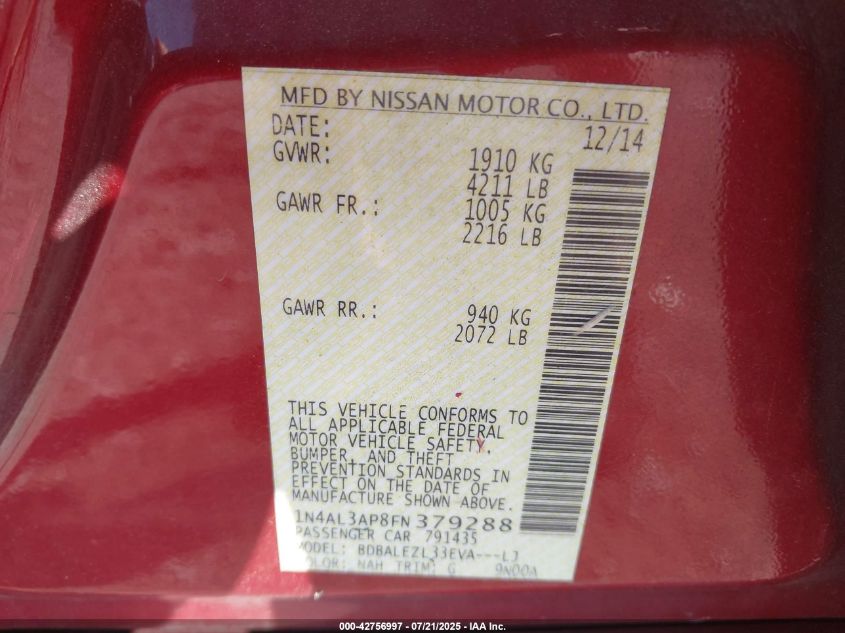 MFD BY NISSAN MOTOR CO., LTD.
DATE: 12/14
GVWR: 1910 KG
4211 LB
GAWR FR.: 1005 KG
2216 LB
GAWR RR.: 940 KG
2072 LB
THIS VEHICLE CONFORMS TO
ALL APPLICABLE FEDERAL
MOTOR VEHICLE SAFETY,
BUMPER, AND THEFT
PREVENTION STANDARDS IN
EFFECT ON THE DATE OF
MANUFACTURE SHOWN ABOVE.
1N4AL3AP8FN379288
PASSENGER CAR 791435
MODEL: BDBALEZL33EVA---LJ
COLOR: NAH TRIM: G 9N00A
000-42756997 - 07/21/2025 - IAA Inc.